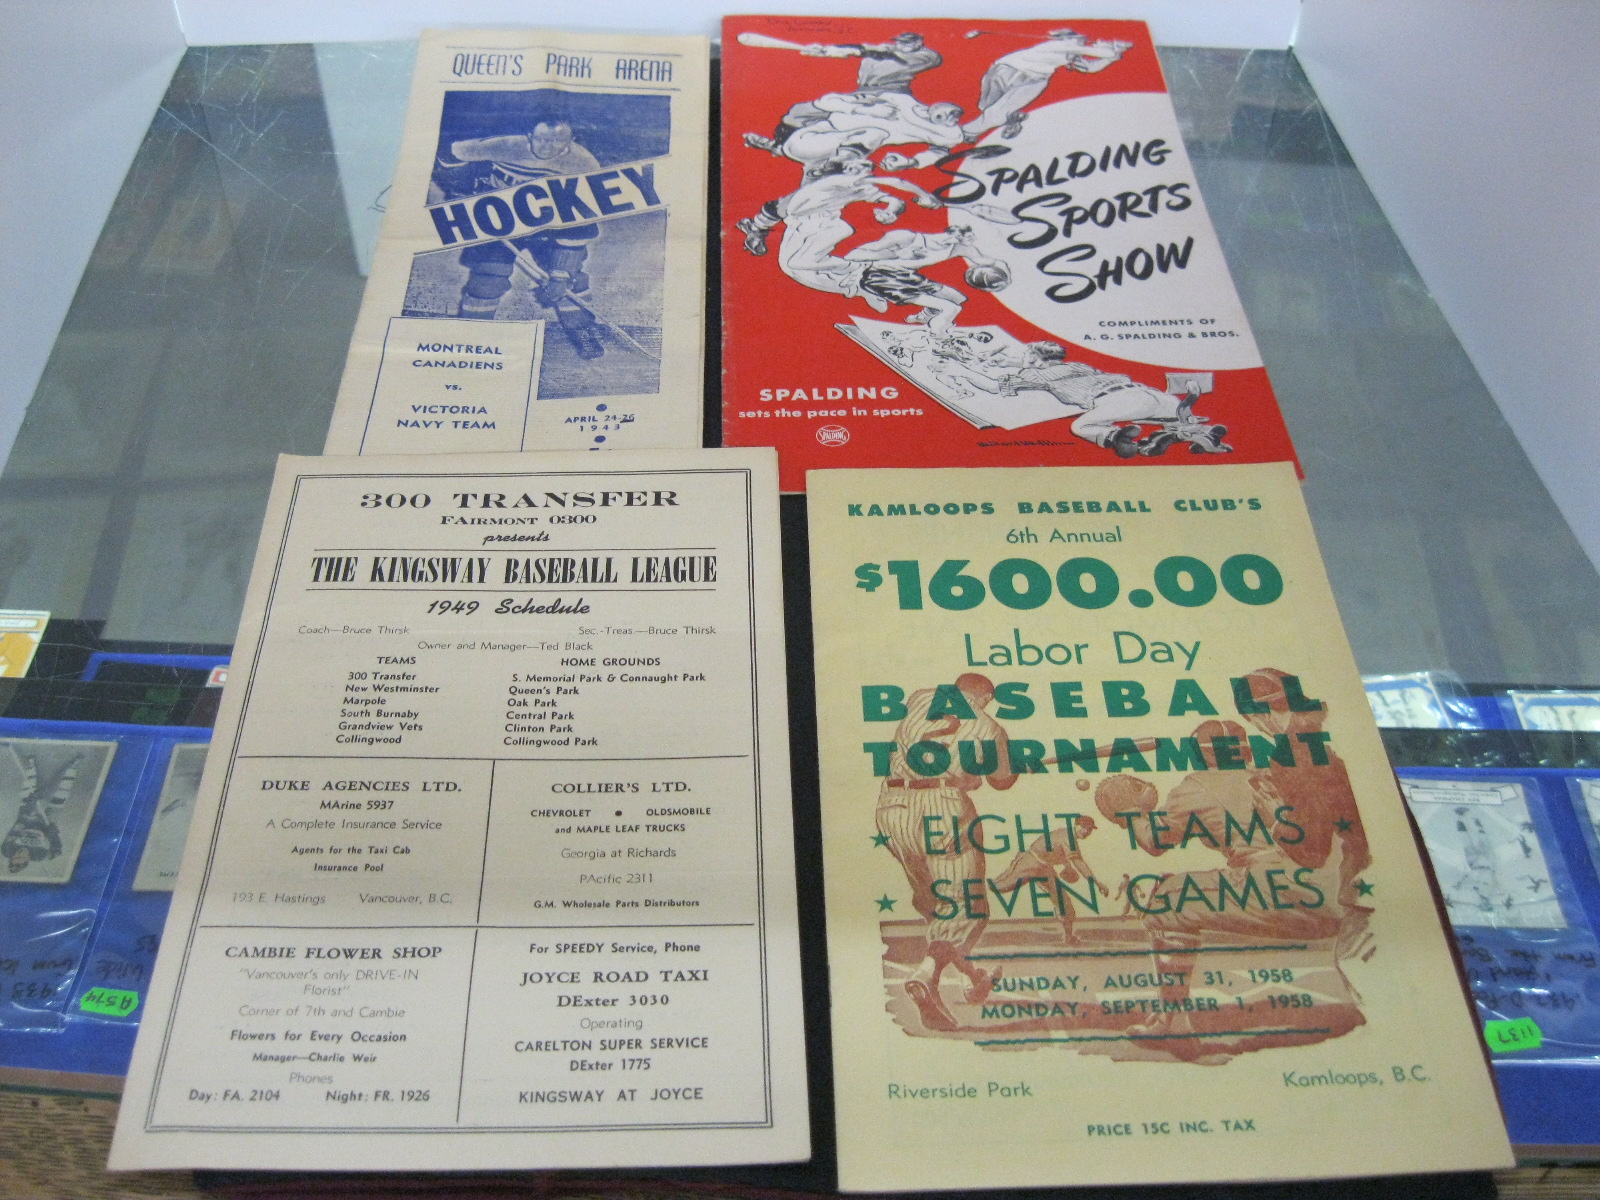 QUEEN'S PARK ARENA
HOCKEY
MONTREAL
CANADIENS
vs.
VICTORIA
NAVY TEAM
APRIL 24-26
1943
SPALDING
SPORTS
SHOW
COMPLIMENTS OF
A. G. SPALDING & BROS.
SPALDING
sets the pace in sports
SPALDING
300 TRANSFER
FAIRMONT 0300
presents
THE KINGSWAY BASEBALL LEAGUE
1949 Schedule
Coach—Bruce Thirsk Sec.-Treas.—Bruce Thirsk
Owner and Manager—Ted Black
TEAMS HOME GROUNDS
300 Transfer S. Memorial Park & Connaught Park
New Westminster Queen's Park
Marpole Oak Park
South Burnaby Central Park
Grandview Vets Clinton Park
Collingwood Collingwood Park
DUKE AGENCIES LTD.
MArine 5937
A Complete Insurance Service
Agents for the Taxi Cab
Insurance Pool
193 E. Hastings Vancouver, B.C.
COLLIER'S LTD.
CHEVROLET • OLDSMOBILE
and MAPLE LEAF TRUCKS
Georgia at Richards
PAcific 2311
G.M. Wholesale Parts Distributors
CAMBIE FLOWER SHOP
"Vancouver's only DRIVE-IN
Florist"
Corner of 7th and Cambie
Flowers for Every Occasion
Manager—Charlie Weir
Phones
Day: FA. 2104 Night: FR. 1926
For SPEEDY Service, Phone
JOYCE ROAD TAXI
DExter 3030
Operating
CARELTON SUPER SERVICE
DExter 1775
KINGSWAY AT JOYCE
KAMLOOPS BASEBALL CLUB'S
6th Annual
$1600.00
Labor Day
BASEBALL
TOURNAMENT
★ EIGHT TEAMS ★
★ SEVEN GAMES ★
SUNDAY, AUGUST 31, 1958
MONDAY, SEPTEMBER 1, 1958
Riverside Park Kamloops, B.C.
PRICE 15C INC. TAX
A574
1137